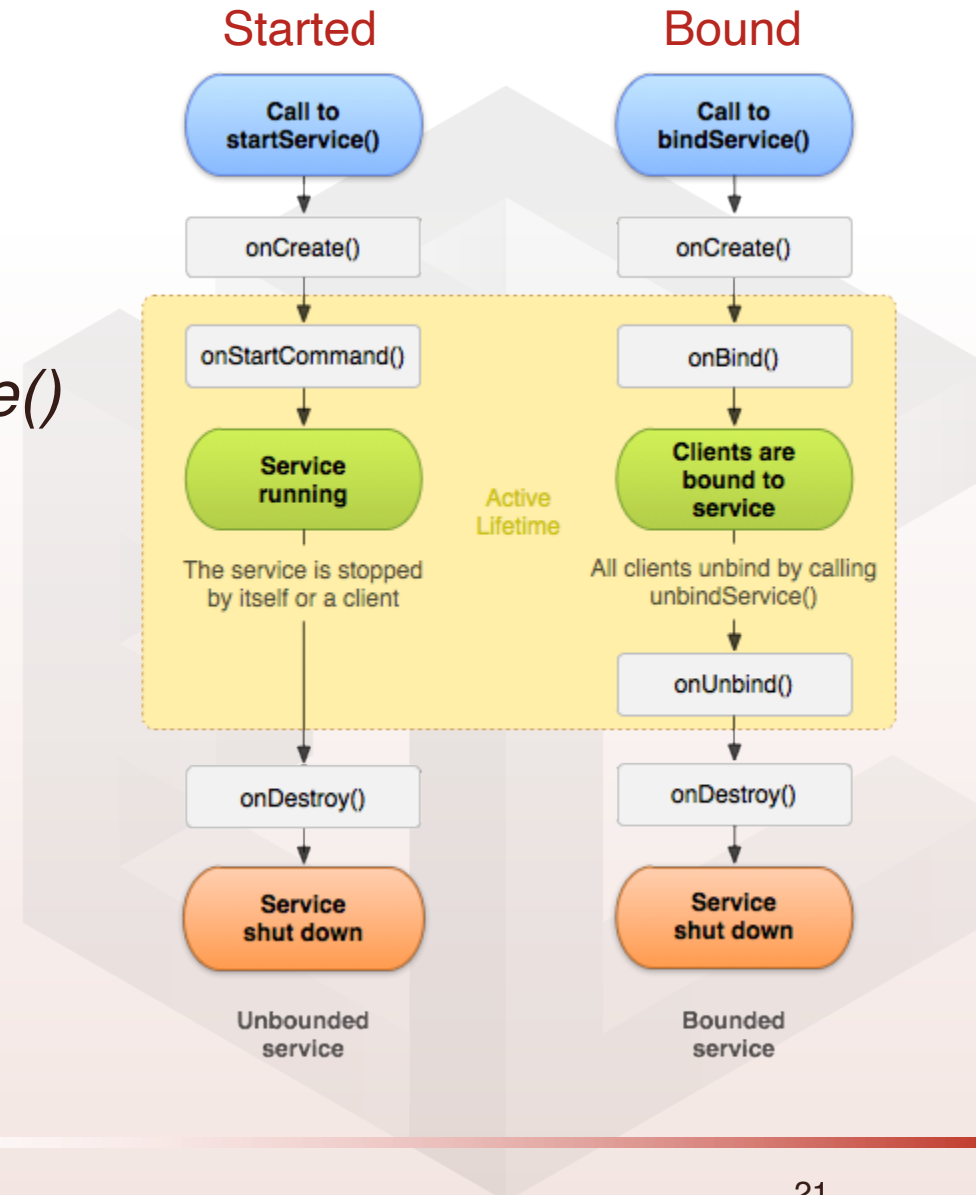 Started
Call to
startService()
onCreate()
onStartCommand()
Service
running
The service is stopped
by itself or a client
onDestroy()
Service
shut down
Unbounded
service
Active
Lifetime
Bound
Call to
bindService()
onCreate()
onBind()
Clients are
bound to
service
All clients unbind by calling
unbindService()
onUnbind()
onDestroy()
Service
shut down
Bounded
service
e()
21